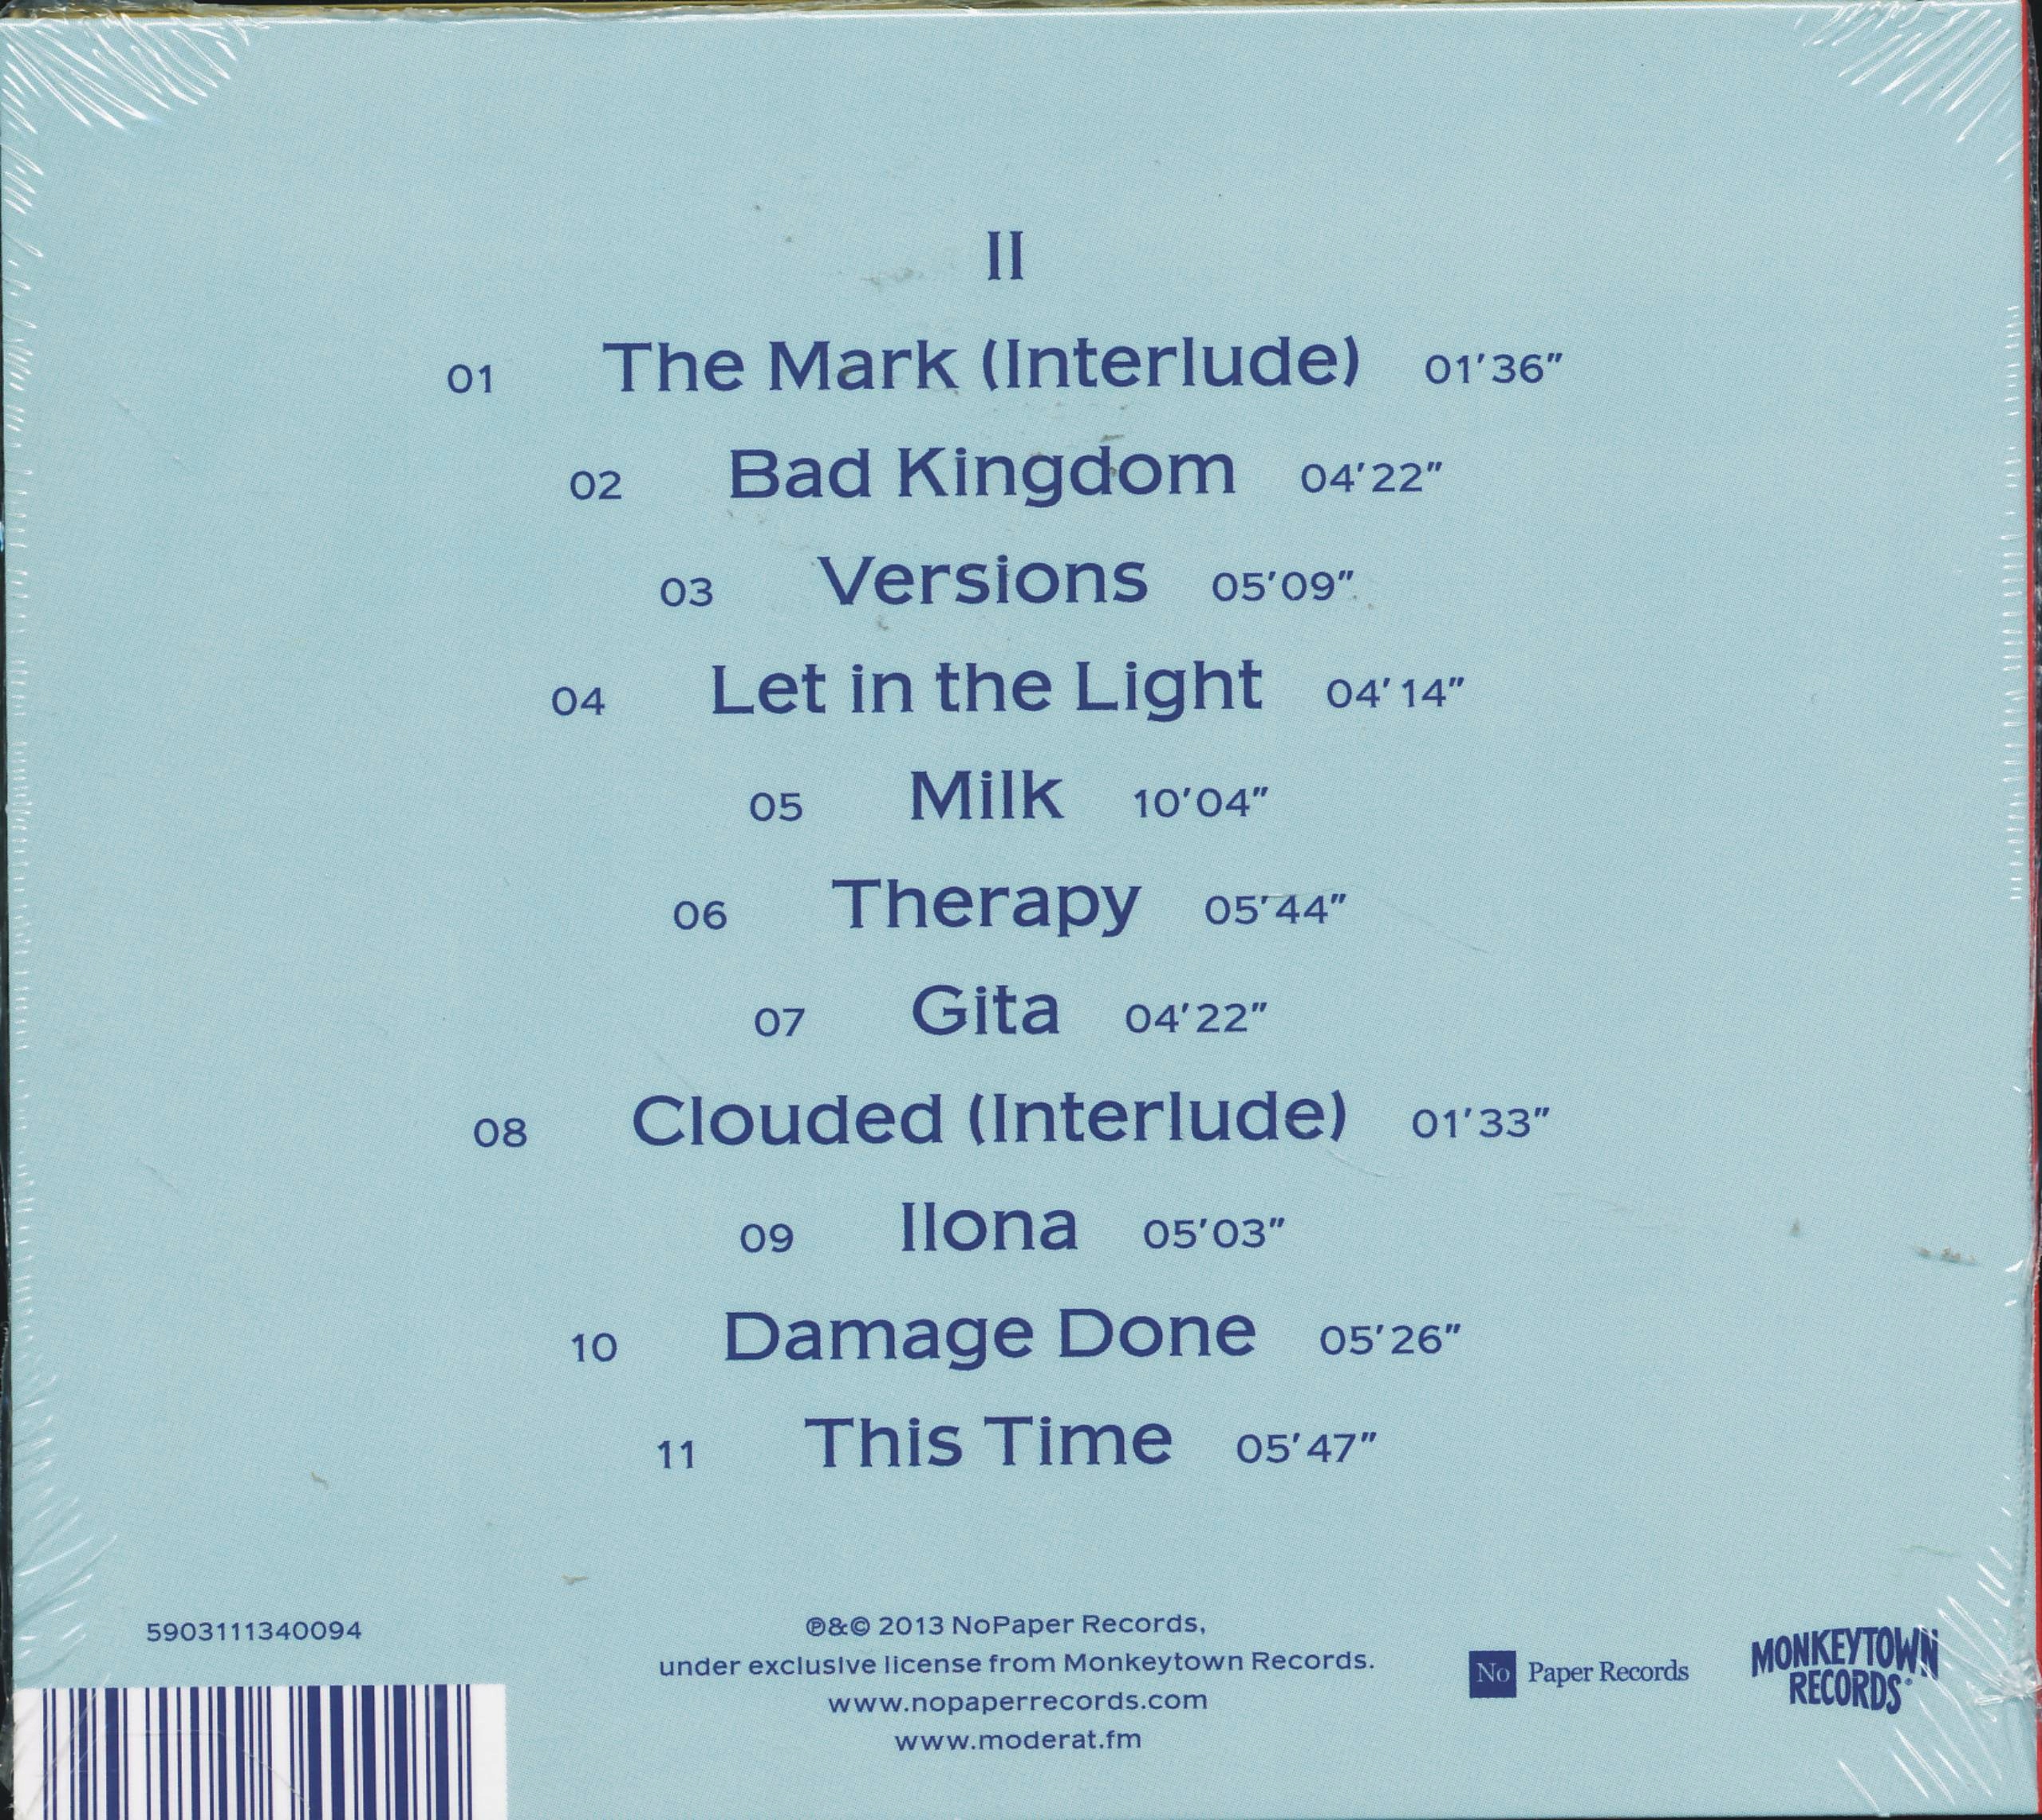 II
01 The Mark (Interlude) 01'36"
02 Bad Kingdom 04'22"
03 Versions 05'09"
04 Let in the Light 04'14"
05 Milk 10'04"
06 Therapy 05'44"
07 Gita 04'22"
08 Clouded (Interlude) 01'33"
09 Ilona 05'03"
10 Damage Done 05'26"
11 This Time 05'47"
5903111340094
℗&© 2013 NoPaper Records,
under exclusive license from Monkeytown Records.
www.nopaperrecords.com
www.moderat.fm
No Paper Records
MONKEYTOWN
RECORDS